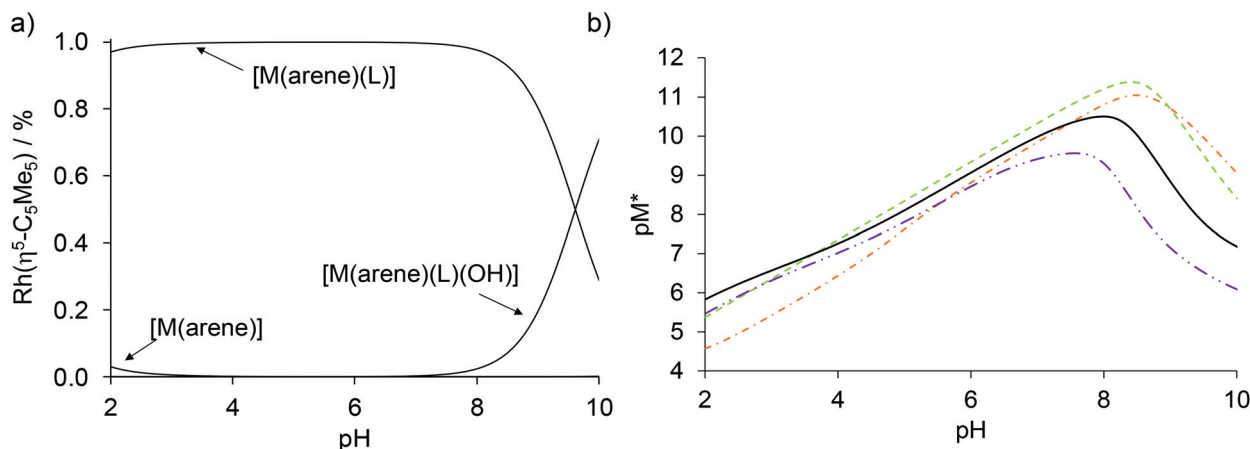 a)
Rh(η⁵-C₅Me₅) / %
1.0
0.8
0.6
0.4
0.2
0.0
[M(arene)(L)]
[M(arene)(L)(OH)]
[M(arene)]
2 4 6 8 10
pH
b)
pM*
12
11
10
9
8
7
6
5
4
2 4 6 8 10
pH